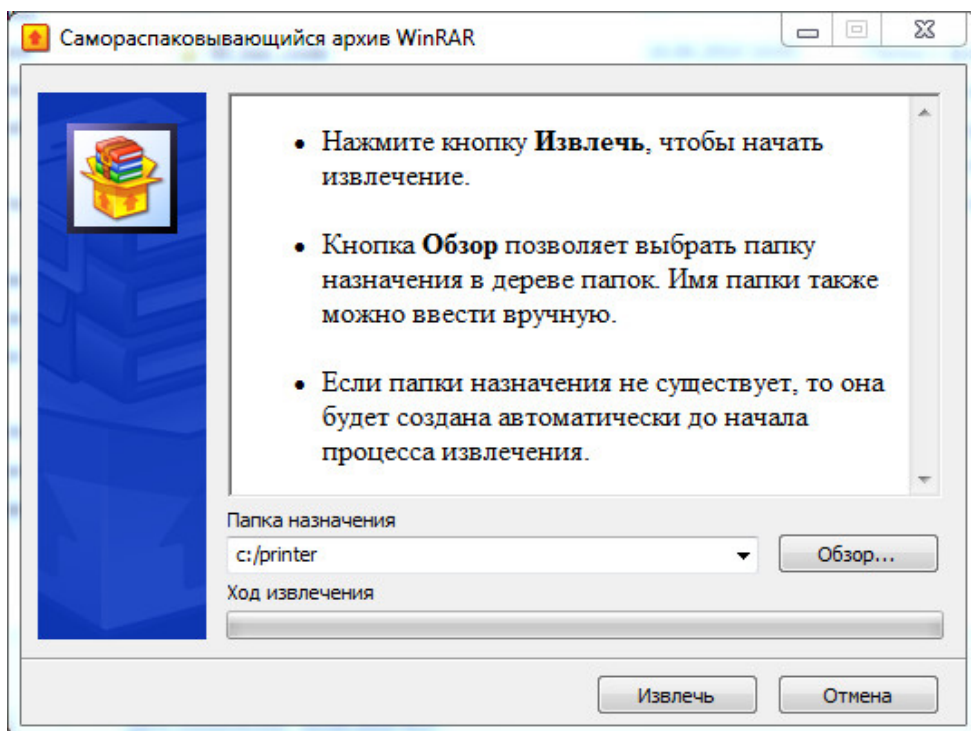 Самораспаковывающийся архив WinRAR
• Нажмите кнопку Извлечь, чтобы начать
извлечение.
• Кнопка Обзор позволяет выбрать папку
назначения в дереве папок. Имя папки также
можно ввести вручную.
• Если папки назначения не существует, то она
будет создана автоматически до начала
процесса извлечения.
Папка назначения
c:/printer
Обзор...
Ход извлечения
Извлечь
Отмена